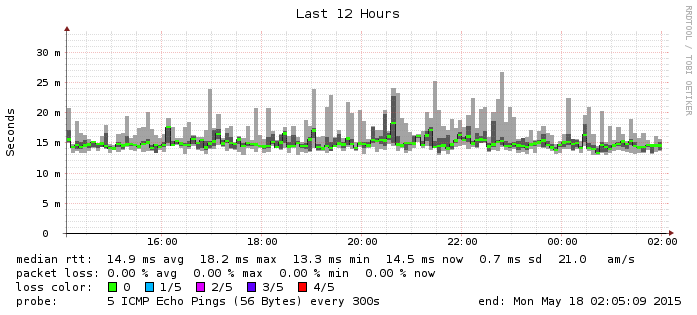 Last 12 Hours
RRDTOOL / TOBI OETIKER
Seconds
30 m
25 m
20 m
15 m
10 m
5 m
0
16:00 18:00 20:00 22:00 00:00 02:00
median rtt: 14.9 ms avg 18.2 ms max 13.3 ms min 14.5 ms now 0.7 ms sd 21.0 am/s
packet loss: 0.00 % avg 0.00 % max 0.00 % min 0.00 % now
loss color: 0 1/5 2/5 3/5 4/5
probe: 5 ICMP Echo Pings (56 Bytes) every 300s end: Mon May 18 02:05:09 2015